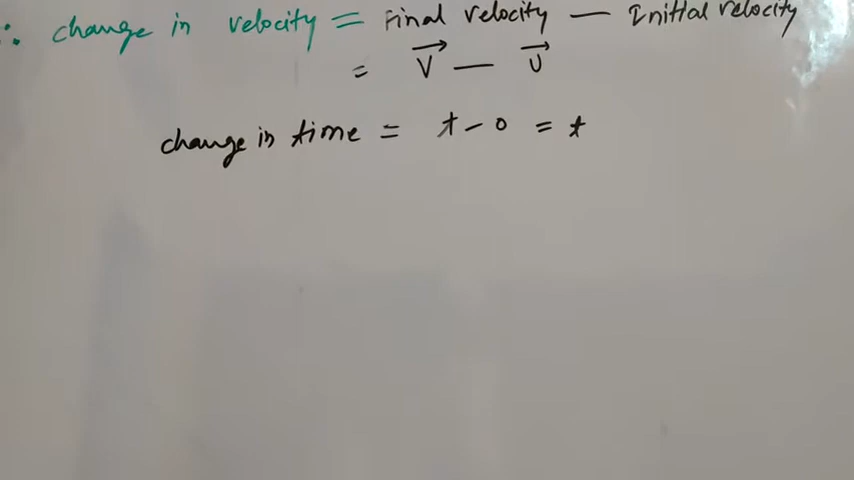 ∴ change in velocity = Final velocity — Initial velocity
= V⃗ — U⃗
change in time = t - 0 = t